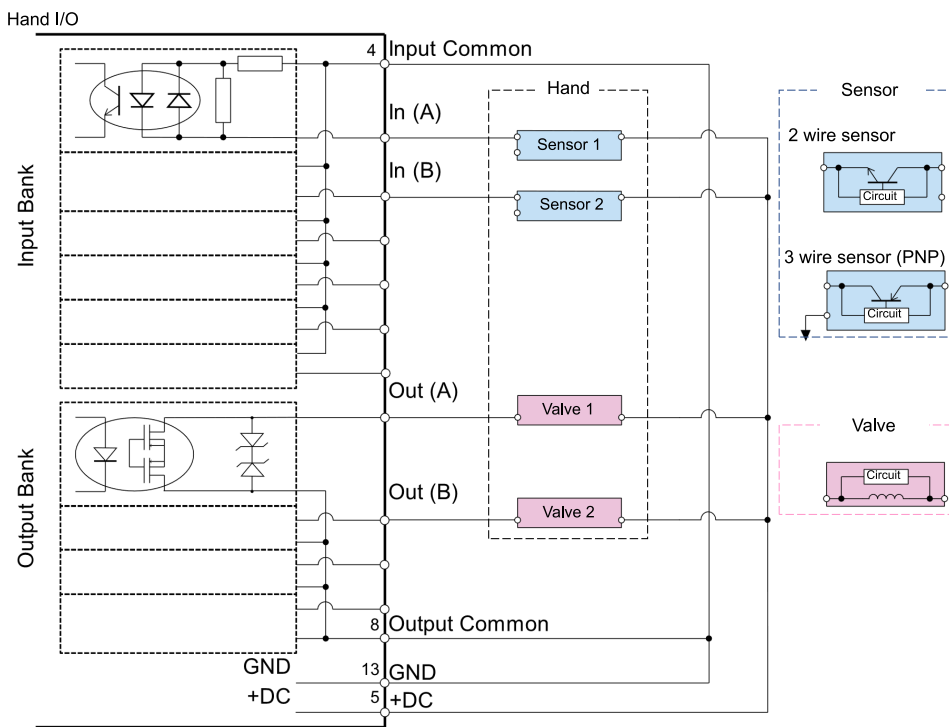 Hand I/O
4 Input Common
In (A)
In (B)
Input Bank
Hand
Sensor 1
Sensor 2
Sensor
2 wire sensor
Circuit
3 wire sensor (PNP)
Circuit
Out (A)
Valve 1
Out (B)
Valve 2
Output Bank
Valve
Circuit
8 Output Common
GND 13 GND
+DC 5 +DC